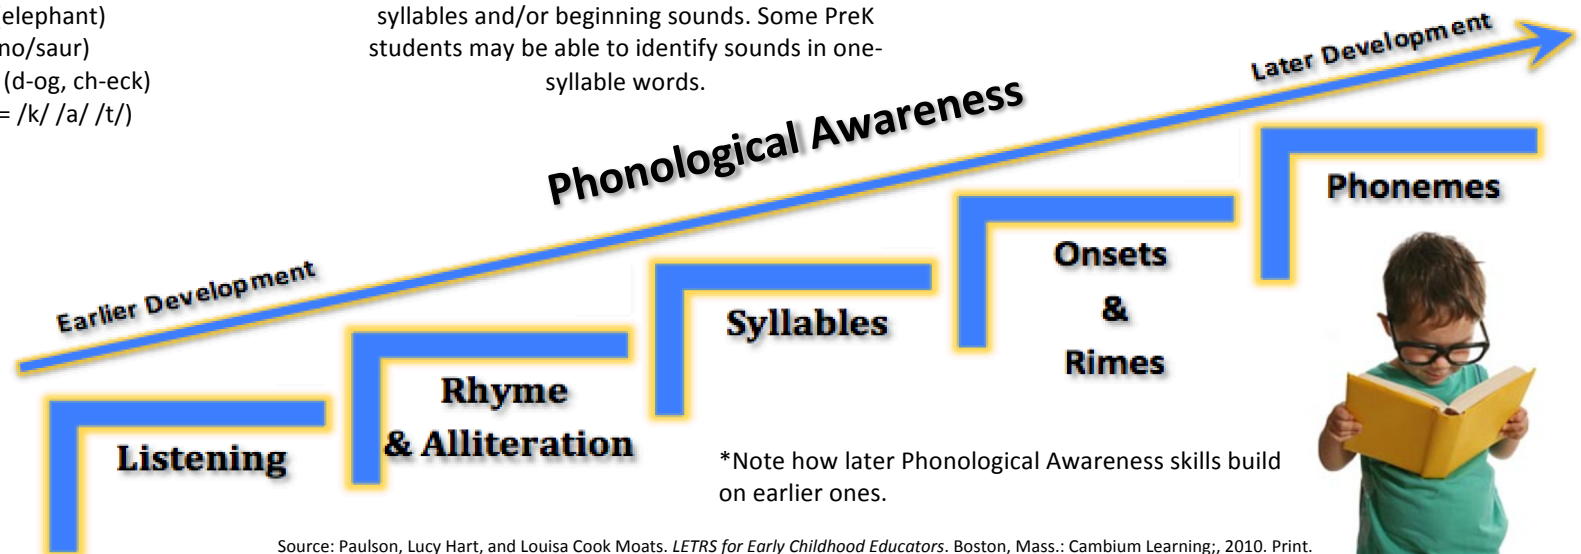 elephant)
no/saur)
(d-og, ch-eck)
= /k/ /a/ /t/)
syllables and/or beginning sounds. Some PreK
students may be able to identify sounds in one-
syllable words.
Later Development
Phonological Awareness
Earlier Development
Phonemes
Onsets
&
Rimes
Syllables
Rhyme
& Alliteration
Listening
*Note how later Phonological Awareness skills build
on earlier ones.
Source: Paulson, Lucy Hart, and Louisa Cook Moats. LETRS for Early Childhood Educators. Boston, Mass.: Cambium Learning;, 2010. Print.